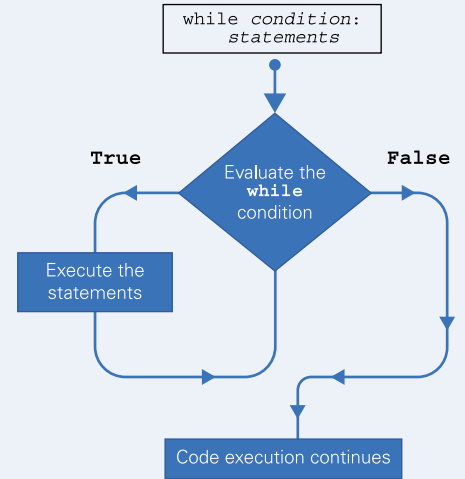 while condition:
statements
True
False
Evaluate the
while
condition
Execute the
statements
Code execution continues